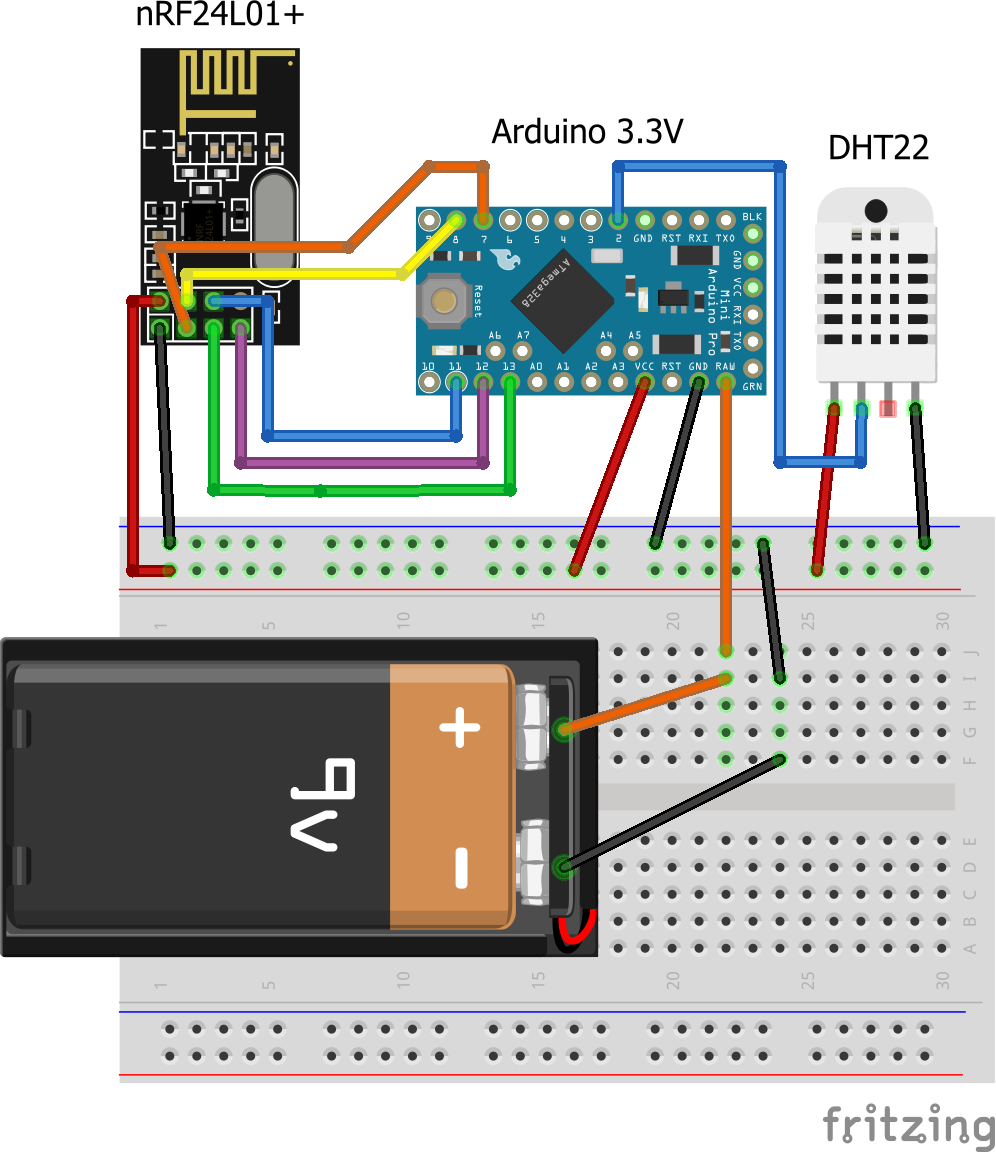 nRF24L01+
Arduino 3.3V
DHT22
9 8 7 6 5 4 3 2 GND RST RXI TXO
BLK
GND
VCC
RXI
TXO
GRN
Reset
ATmega328
Arduino Pro
Mini
A6 A7 A4 A5
10 11 12 13 A0 A1 A2 A3 VCC RST GND RAW
1 5 10 15 20 25 30
J
I
H
G
F
+
9V
-
E
D
C
B
A
1 5 10 15 20 25 30
fritzing